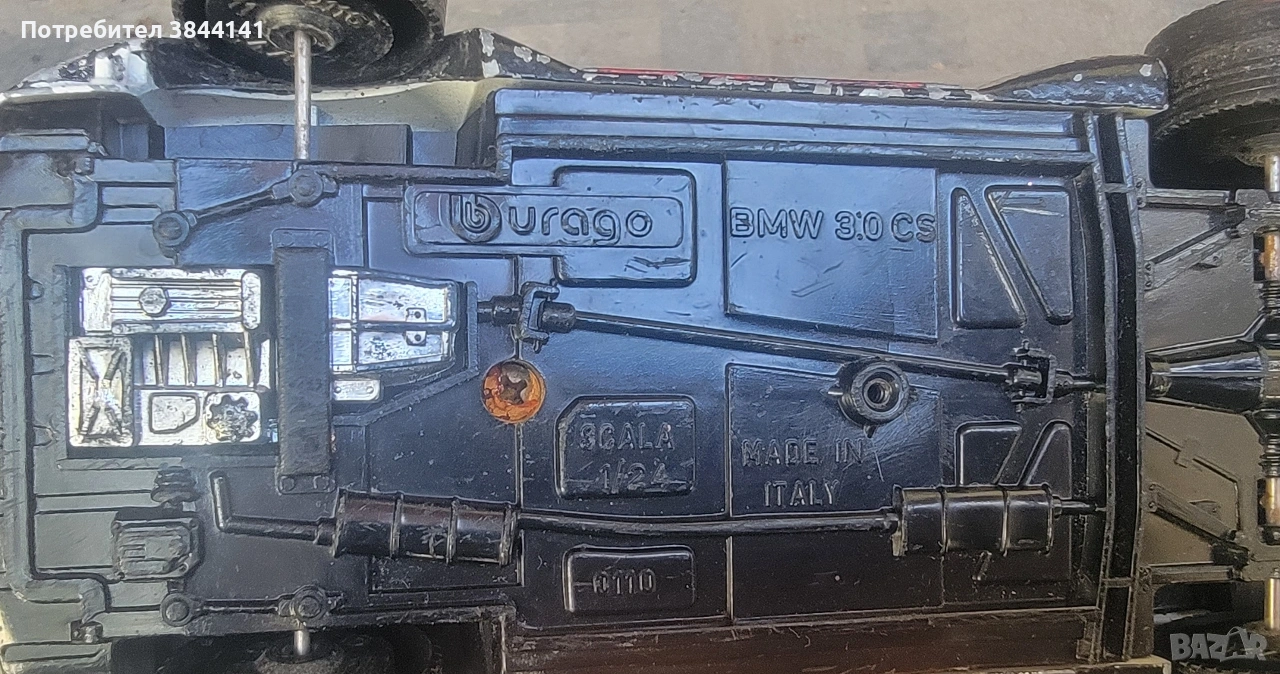 Потребител 3844141
burago
BMW 3.0 CS
SCALA
1/24
MADE IN
ITALY
0110
BAZAR